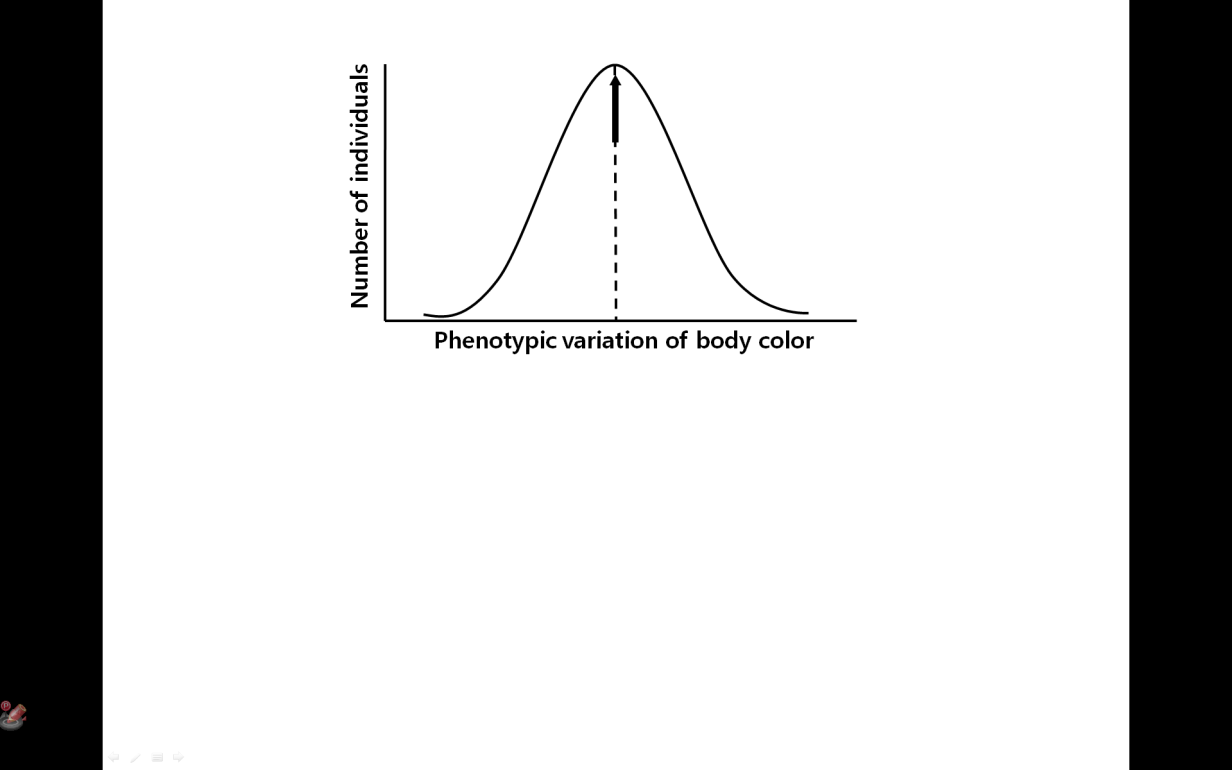 Number of individuals
Phenotypic variation of body color
P